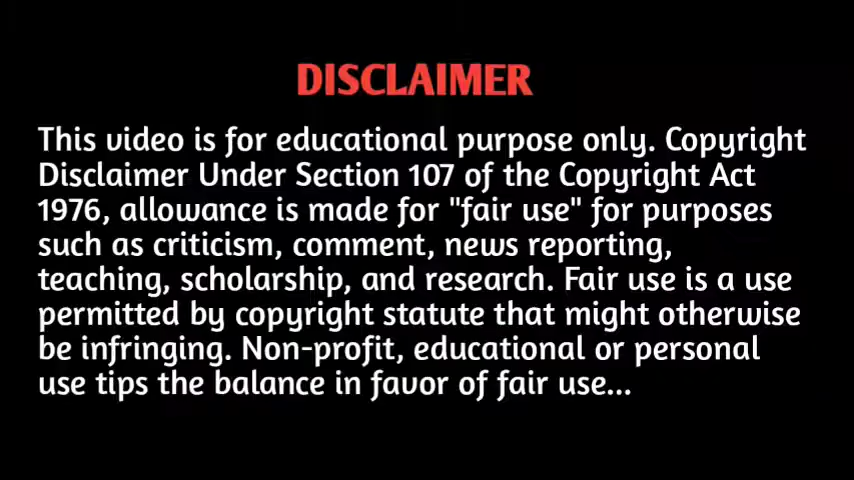 DISCLAIMER
This video is for educational purpose only. Copyright
Disclaimer Under Section 107 of the Copyright Act
1976, allowance is made for "fair use" for purposes
such as criticism, comment, news reporting,
teaching, scholarship, and research. Fair use is a use
permitted by copyright statute that might otherwise
be infringing. Non-profit, educational or personal
use tips the balance in favor of fair use...